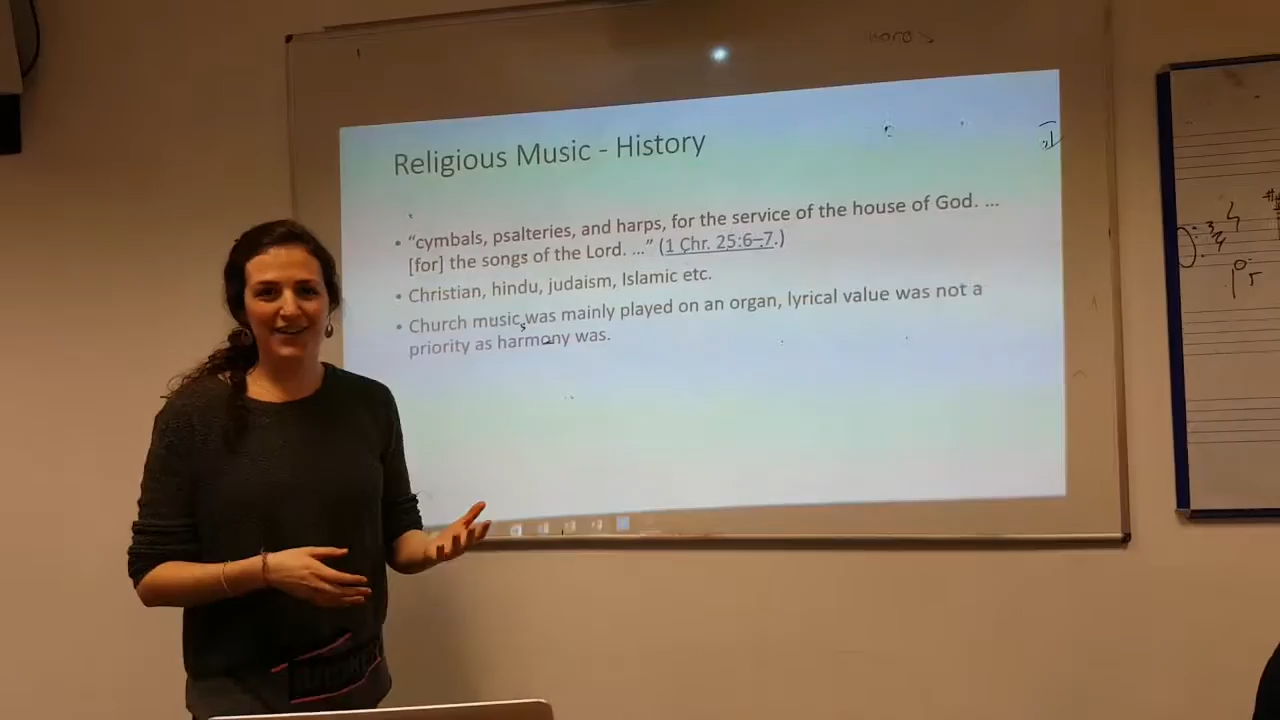 Religious Music - History
• “cymbals, psalteries, and harps, for the service of the house of God. ...
[for] the songs of the Lord. ...” (1 Chr. 25:6–7.)
• Christian, hindu, judaism, Islamic etc.
• Church music was mainly played on an organ, lyrical value was not a
priority as harmony was.